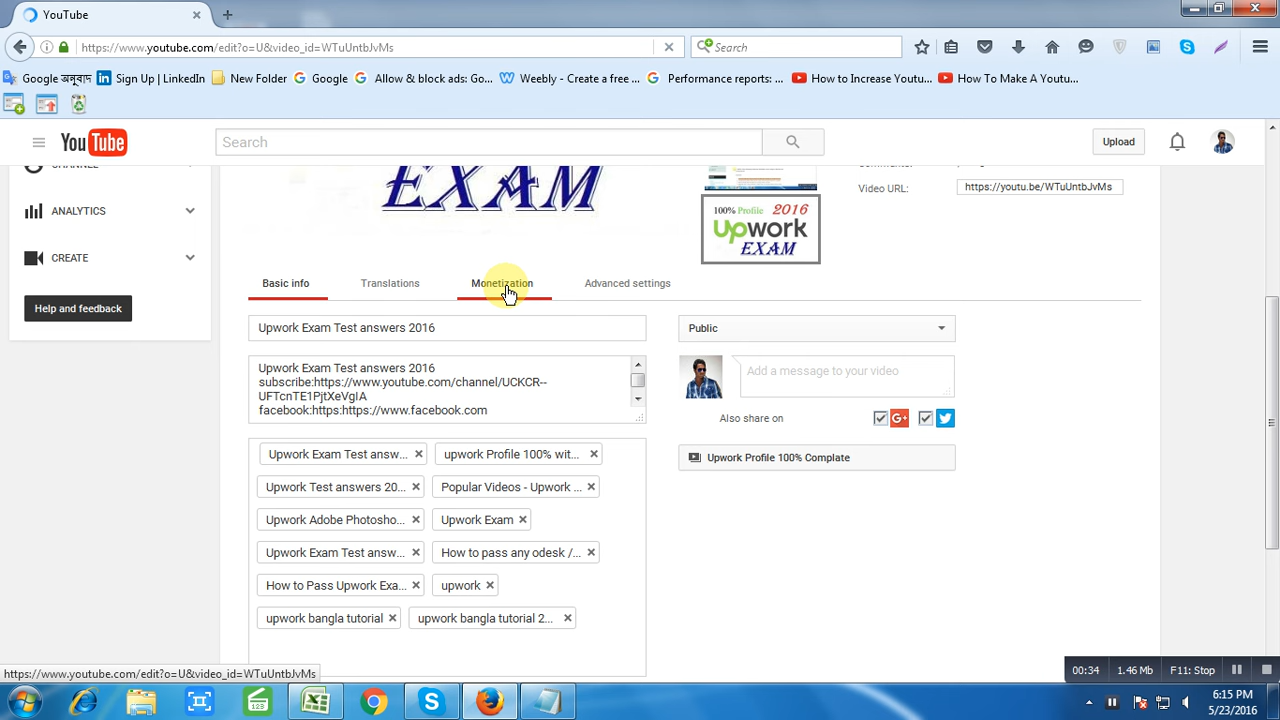 YouTube
https://www.youtube.com/edit?o=U&video_id=WTuUntbJvMs
Search
Google অনুবাদ
Sign Up | LinkedIn
New Folder
Google
Allow & block ads: Go...
Weebly - Create a free ...
Performance reports: ...
How to Increase Youtu...
How To Make A Youtu...
YouTube
Search
Upload
CHANNEL
ANALYTICS
CREATE
Help and feedback
EXAM
100% Profile 2016
Upwork
EXAM
Video URL:
https://youtu.be/WTuUntbJvMs
Basic info
Translations
Monetization
Advanced settings
Upwork Exam Test answers 2016
Public
Upwork Exam Test answers 2016
subscribe:https://www.youtube.com/channel/UCKCR--
UFTcnTE1PjtXeVgIA
facebook:https:https://www.facebook.com
Add a message to your video
Also share on
G+
Upwork Profile 100% Complate
Upwork Exam Test answ...
upwork Profile 100% wit...
Upwork Test answers 20...
Popular Videos - Upwork ...
Upwork Adobe Photosho...
Upwork Exam
Upwork Exam Test answ...
How to pass any odesk /...
How to Pass Upwork Exa...
upwork
upwork bangla tutorial
upwork bangla tutorial 2...
https://www.youtube.com/edit?o=U&video_id=WTuUntbJvMs
00:34
1.46 Mb
F11: Stop
6:15 PM
5/23/2016